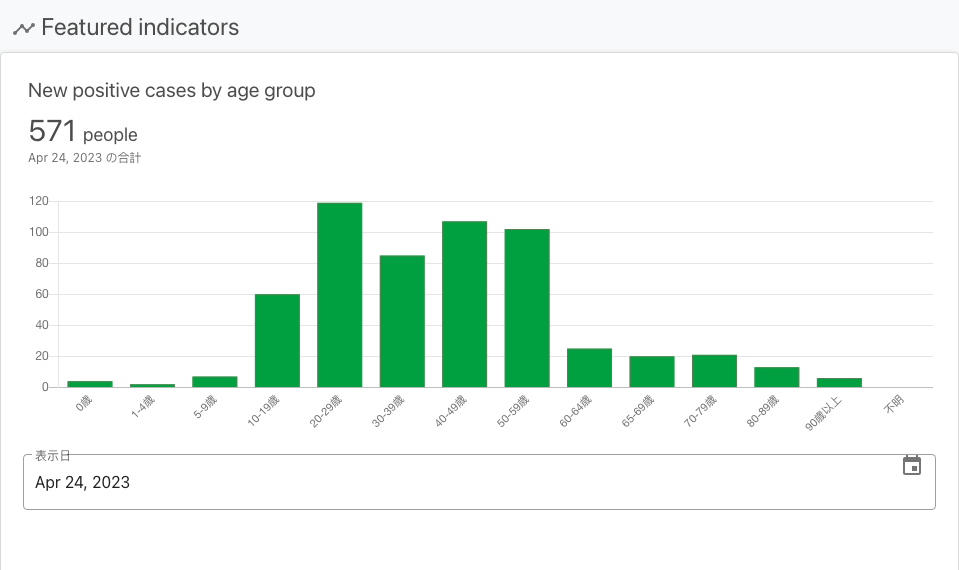 Featured indicators
New positive cases by age group
571 people
Apr 24, 2023 の合計
120
100
80
60
40
20
0
0歳
1-4歳
5-9歳
10-19歳
20-29歳
30-39歳
40-49歳
50-59歳
60-64歳
65-69歳
70-79歳
80-89歳
90歳以上
不明
表示日
Apr 24, 2023